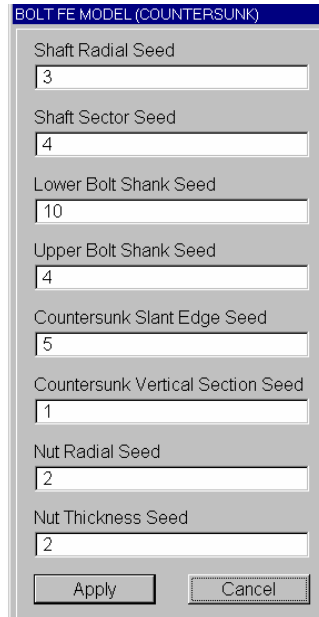 BOLT FE MODEL (COUNTERSUNK)
Shaft Radial Seed
3
Shaft Sector Seed
4
Lower Bolt Shank Seed
10
Upper Bolt Shank Seed
4
Countersunk Slant Edge Seed
5
Countersunk Vertical Section Seed
1
Nut Radial Seed
2
Nut Thickness Seed
2
Apply Cancel